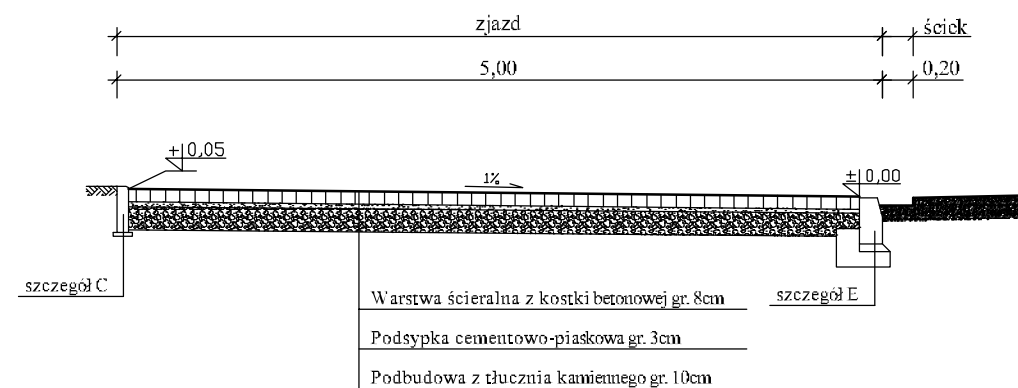 zjazd
ściek
5,00
0,20
+0,05
1%
±0,00
szczegół C
szczegół E
Warstwa ścieralna z kostki betonowej gr. 8cm
Podsypka cementowo-piaskowa gr. 3cm
Podbudowa z tłucznia kamiennego gr. 10cm